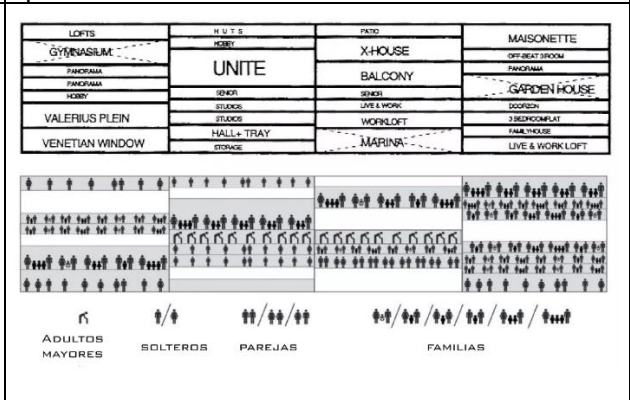 LOFTS
GYMNASIUM
PANORAMA
PANORAMA
HOBBY
VALERIUS PLEIN
VENETIAN WINDOW
HUTS
HOBBY
UNITE
SENIOR
STUDIOS
STUDIOS
HALL+ TRAY
STORAGE
PATIO
X-HOUSE
BALCONY
SENIOR
LIVE & WORK
WORKLOFT
MARINA
MAISONETTE
OFF-BEAT 3 ROOM
PANORAMA
GARDEN HOUSE
DOORZON
3 BEDROOMFLAT
FAMILYHOUSE
LIVE & WORK LOFT
ADULTOS
MAYORES
SOLTEROS
PAREJAS
FAMILIAS